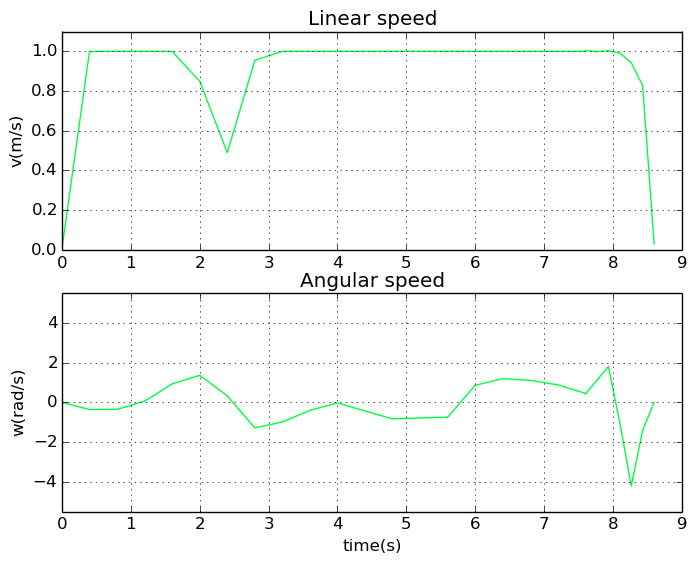 Linear speed
v(m/s)
1.0
0.8
0.6
0.4
0.2
0.0
0 1 2 3 4 5 6 7 8 9
Angular speed
w(rad/s)
4
2
0
−2
−4
0 1 2 3 4 5 6 7 8 9
time(s)